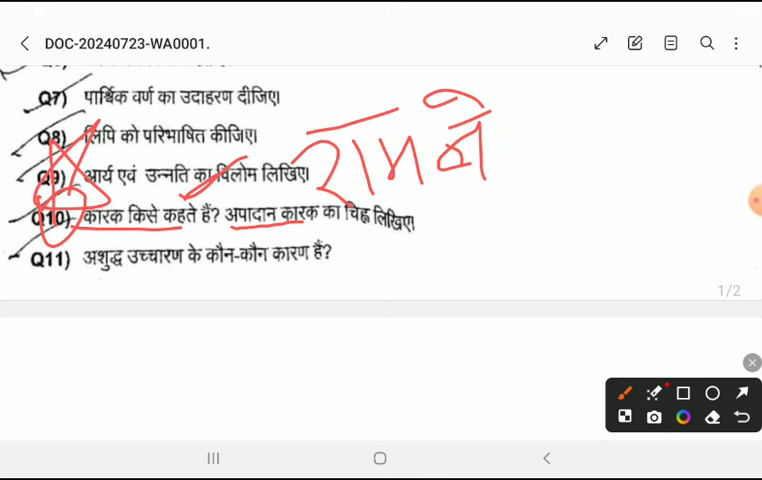 DOC-20240723-WA0001.
Q7) पार्श्विक वर्ण का उदाहरण दीजिए।
Q8) लिपि को परिभाषित कीजिए।
Q9) आर्य एवं उन्नति का विलोम लिखिए।
राम ने
Q10) कारक किसे कहते हैं? अपादान कारक का चिह्न लिखिए।
Q11) अशुद्ध उच्चारण के कौन-कौन कारण हैं?
1/2